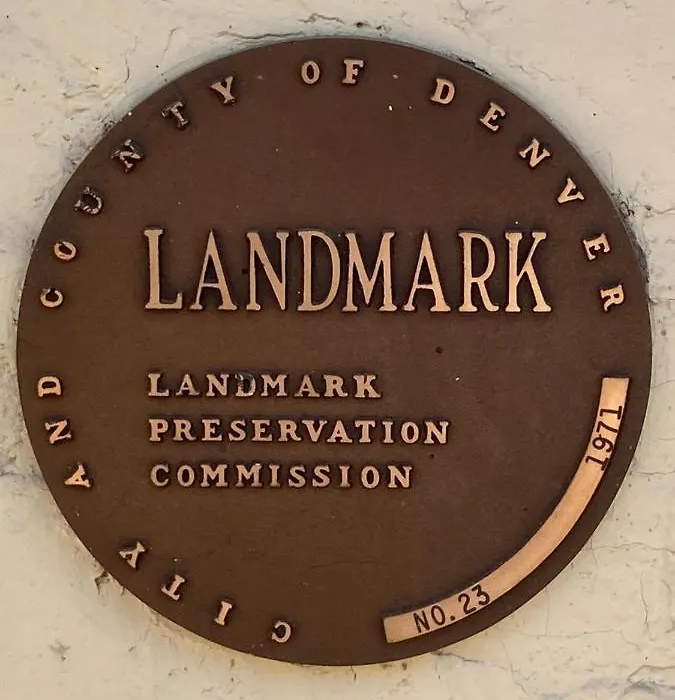 CITY AND COUNTY OF DENVER
LANDMARK
LANDMARK
PRESERVATION
COMMISSION
NO. 23
1971